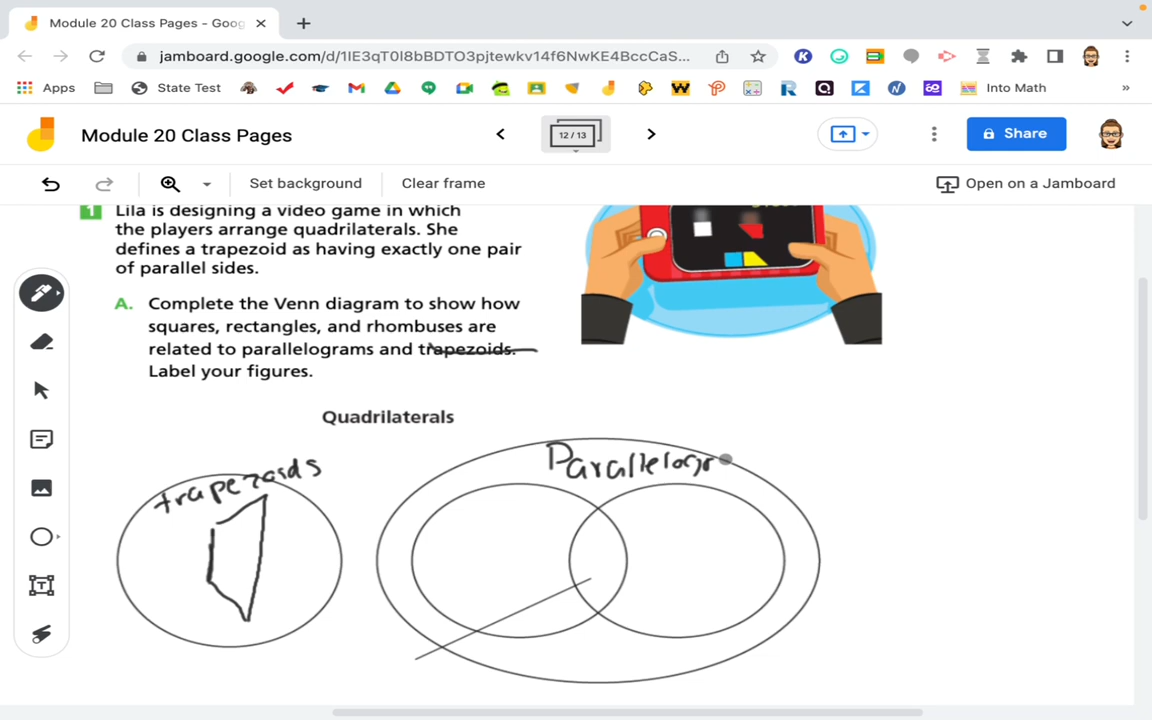 Module 20 Class Pages - Goog
jamboard.google.com/d/1IE3qT0I8bBDTO3pjtewkv14f6NwKE4BccCaS...
Apps
State Test
Into Math
»
Module 20 Class Pages
12 / 13
Share
Set background
Clear frame
Open on a Jamboard
1 Lila is designing a video game in which
the players arrange quadrilaterals. She
defines a trapezoid as having exactly one pair
of parallel sides.
A. Complete the Venn diagram to show how
squares, rectangles, and rhombuses are
related to parallelograms and trapezoids.
Label your figures.
Quadrilaterals
trapezoids
Parallelogr